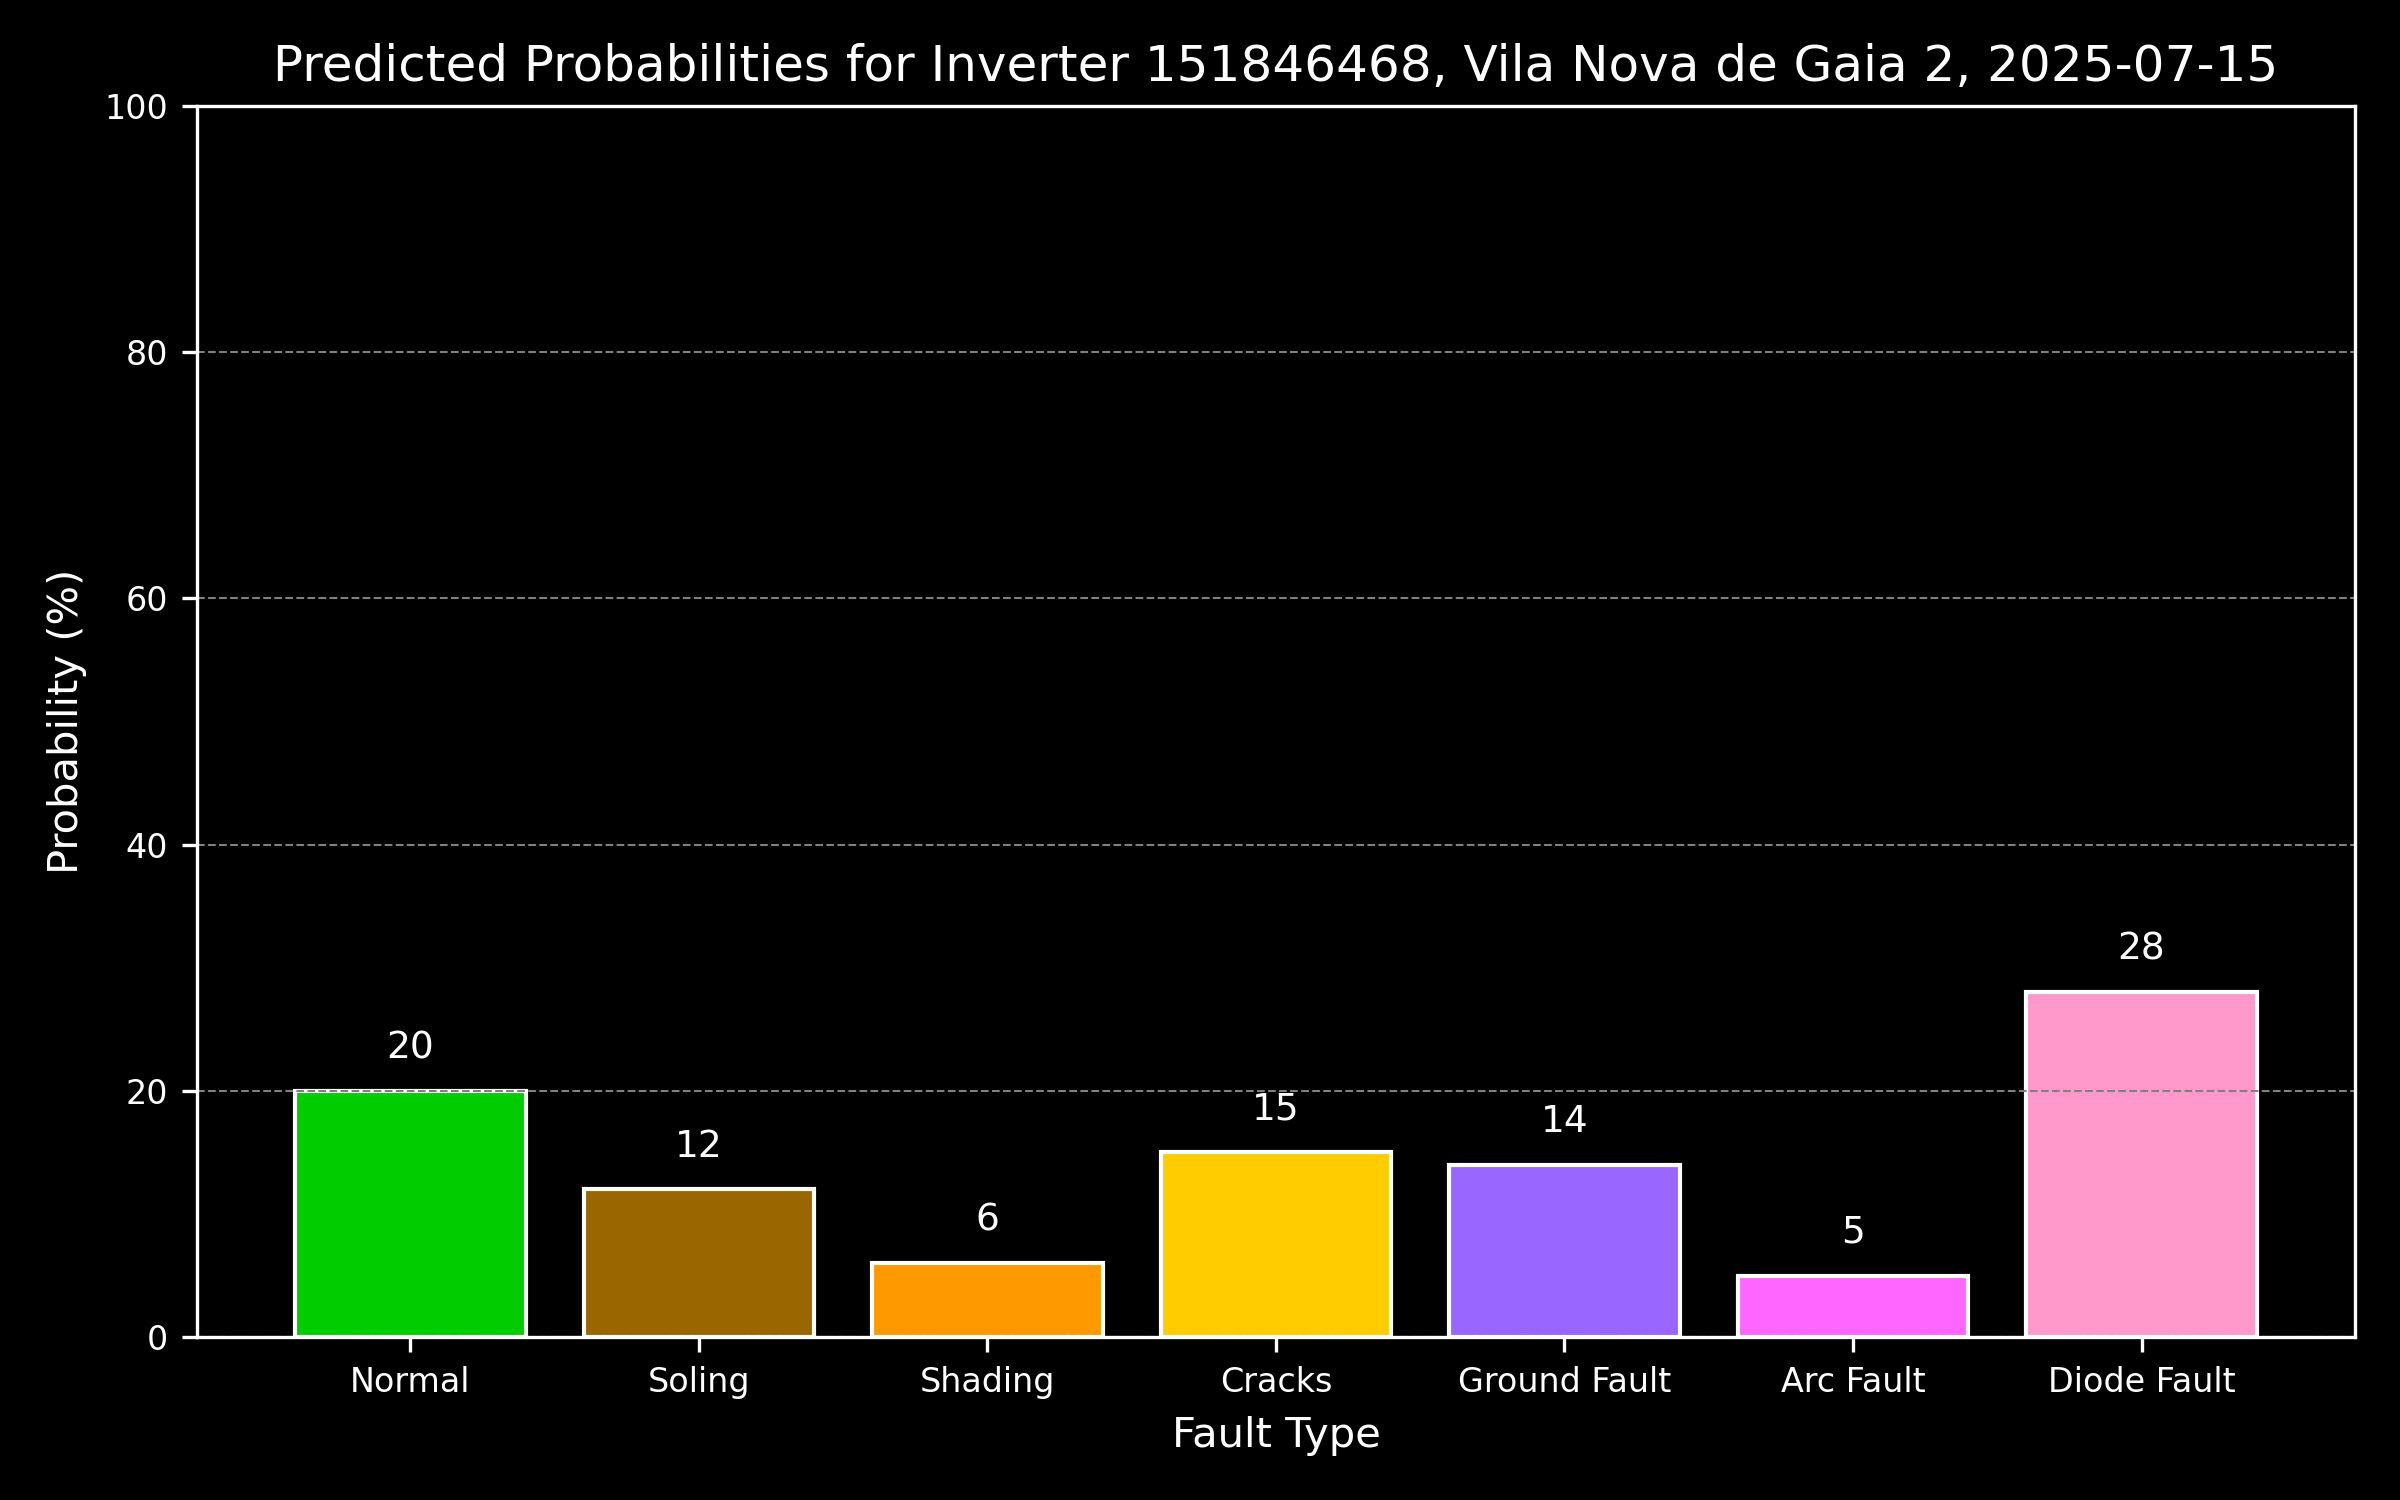 Predicted Probabilities for Inverter 151846468, Vila Nova de Gaia 2, 2025-07-15
100
80
60
40
20
0
Probability (%)
20
12
6
15
14
5
28
Normal
Soling
Shading
Cracks
Ground Fault
Arc Fault
Diode Fault
Fault Type